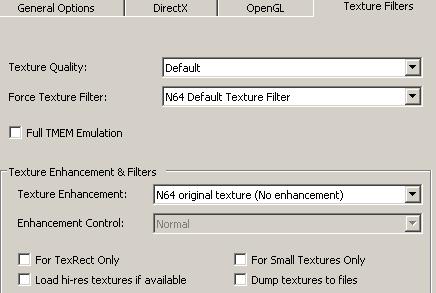 General Options DirectX OpenGL Texture Filters
Texture Quality: Default
Force Texture Filter: N64 Default Texture Filter
Full TMEM Emulation
Texture Enhancement & Filters
Texture Enhancement: N64 original texture (No enhancement)
Enhancement Control: Normal
For TexRect Only For Small Textures Only
Load hi-res textures if available Dump textures to files